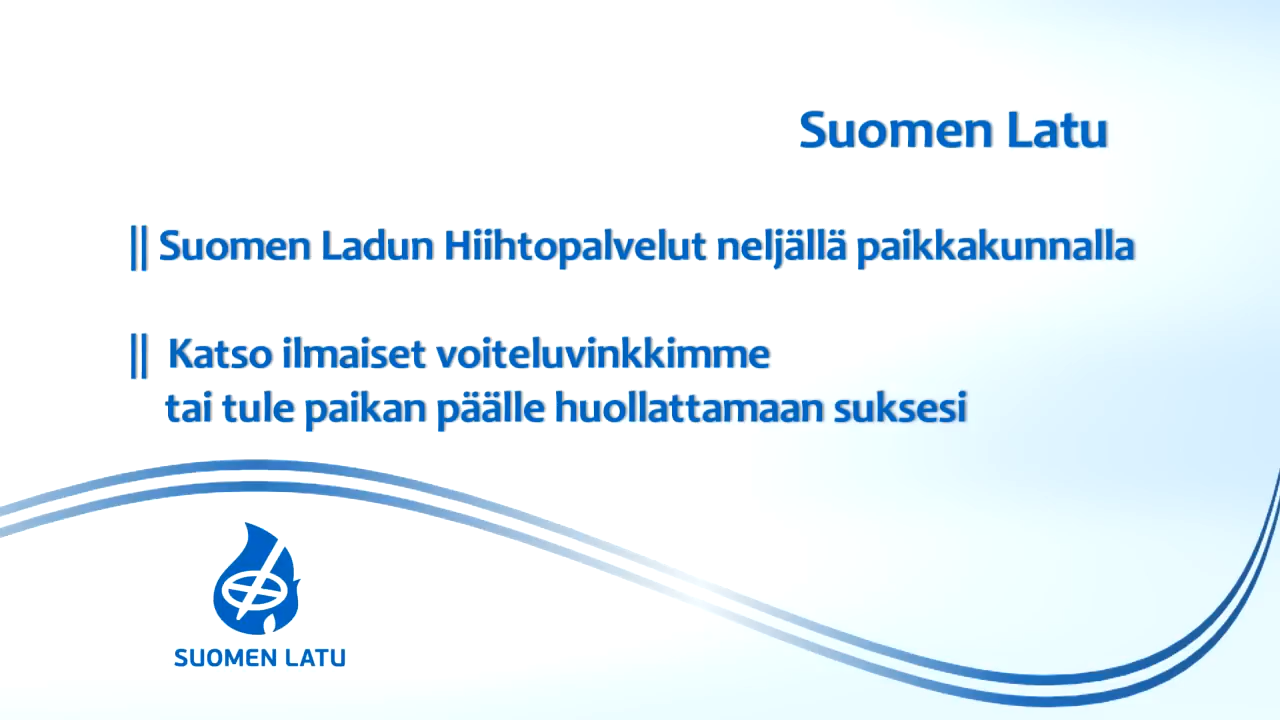 Suomen Latu
|| Suomen Ladun Hiihtopalvelut neljällä paikkakunnalla
|| Katso ilmaiset voiteluvinkkimme
tai tule paikan päälle huollattamaan suksesi
SUOMEN LATU